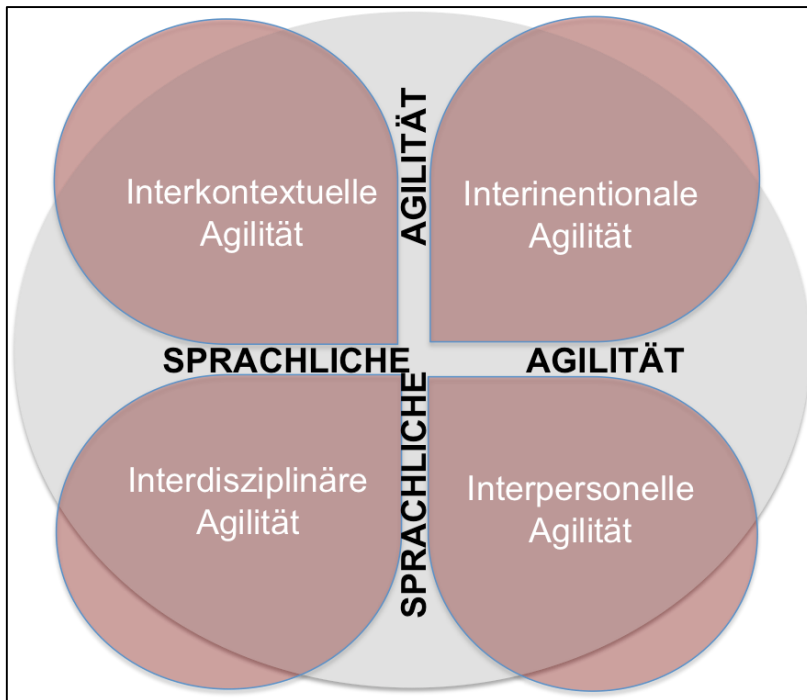 Interkontextuelle
Agilität
Interinentionale
Agilität
SPRACHLICHE AGILITÄT
SPRACHLICHE AGILITÄT
Interdisziplinäre
Agilität
Interpersonelle
Agilität